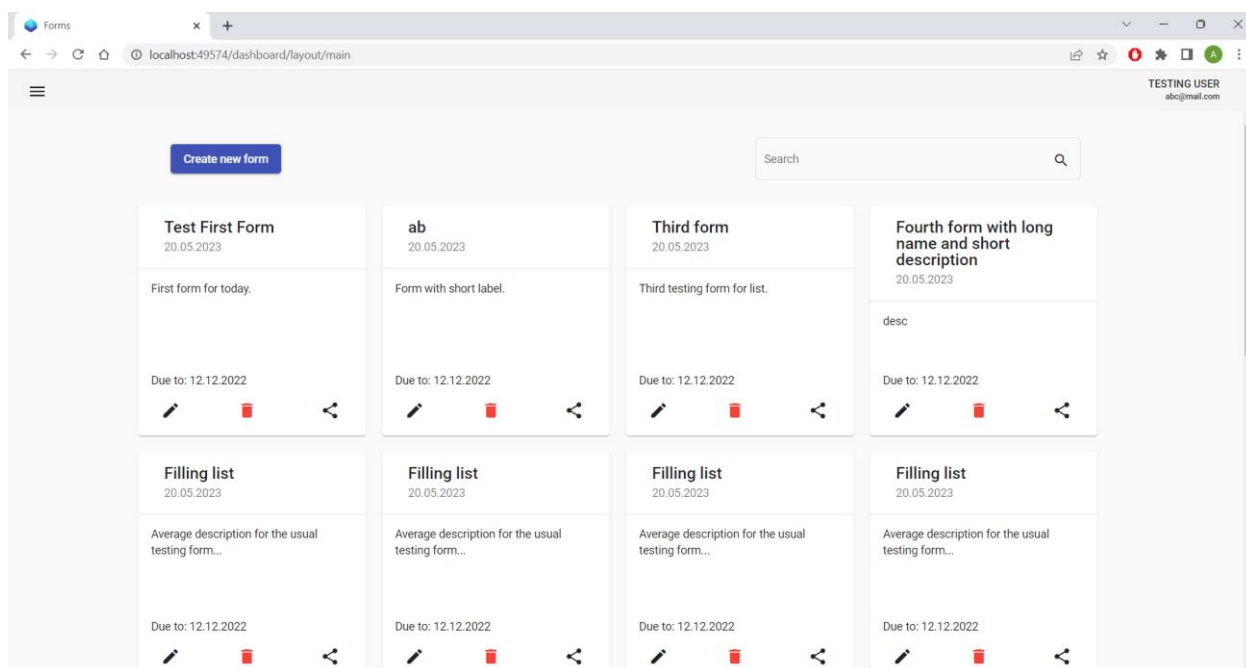 Forms
localhost:49574/dashboard/layout/main
A
TESTING USER
abc@mail.com
Create new form
Search
Test First Form
20.05.2023
First form for today.
Due to: 12.12.2022
ab
20.05.2023
Form with short label.
Due to: 12.12.2022
Third form
20.05.2023
Third testing form for list.
Due to: 12.12.2022
Fourth form with long
name and short
description
20.05.2023
desc
Due to: 12.12.2022
Filling list
20.05.2023
Average description for the usual
testing form...
Due to: 12.12.2022
Filling list
20.05.2023
Average description for the usual
testing form...
Due to: 12.12.2022
Filling list
20.05.2023
Average description for the usual
testing form...
Due to: 12.12.2022
Filling list
20.05.2023
Average description for the usual
testing form...
Due to: 12.12.2022